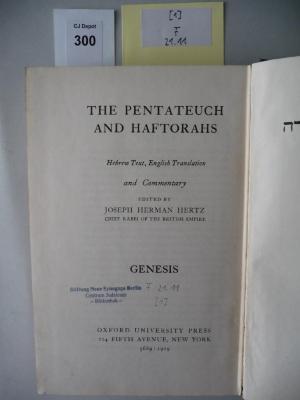 CJ Depot
300
[1]
F
21.11
THE PENTATEUCH
AND HAFTORAHS
Hebrew Text, English Translation
and Commentary
EDITED BY
JOSEPH HERMAN HERTZ
CHIEF RABBI OF THE BRITISH EMPIRE
GENESIS
Stiftung Neue Synagoge Berlin
Centrum Judaicum
– Bibliothek –
F 21.11
[1]
OXFORD UNIVERSITY PRESS
114 FIFTH AVENUE, NEW YORK
5689 : 1929